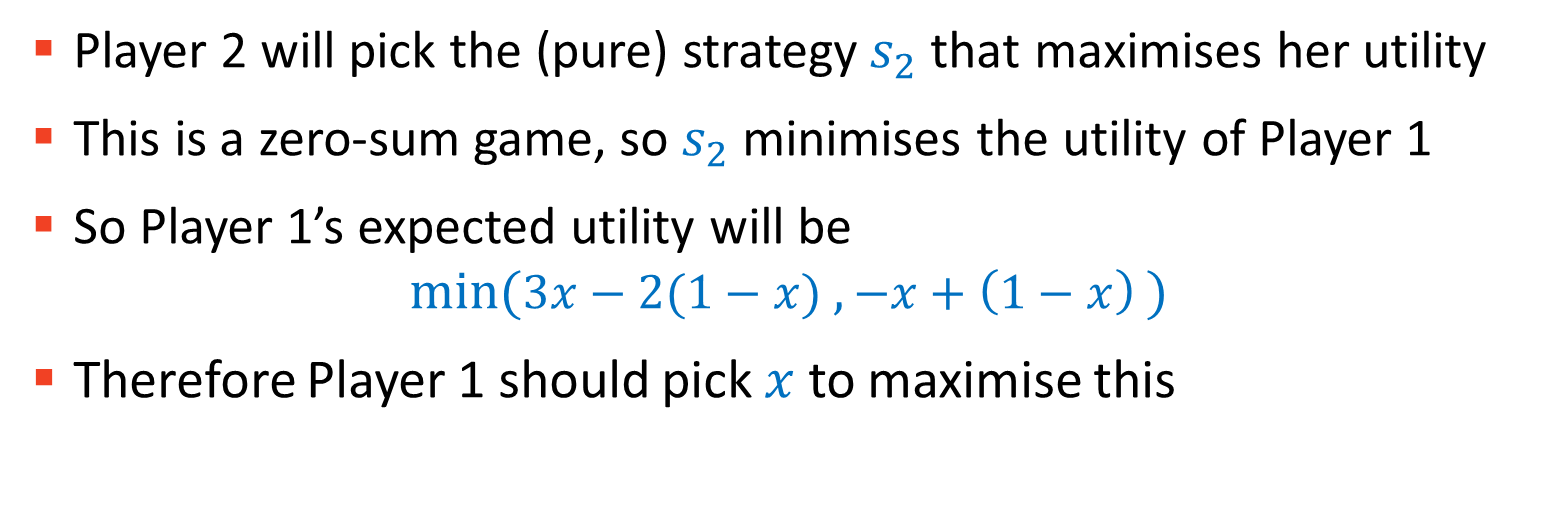 ▪ Player 2 will pick the (pure) strategy s₂ that maximises her utility
▪ This is a zero-sum game, so s₂ minimises the utility of Player 1
▪ So Player 1’s expected utility will be
min(3x − 2(1 − x) , −x + (1 − x) )
▪ Therefore Player 1 should pick x to maximise this